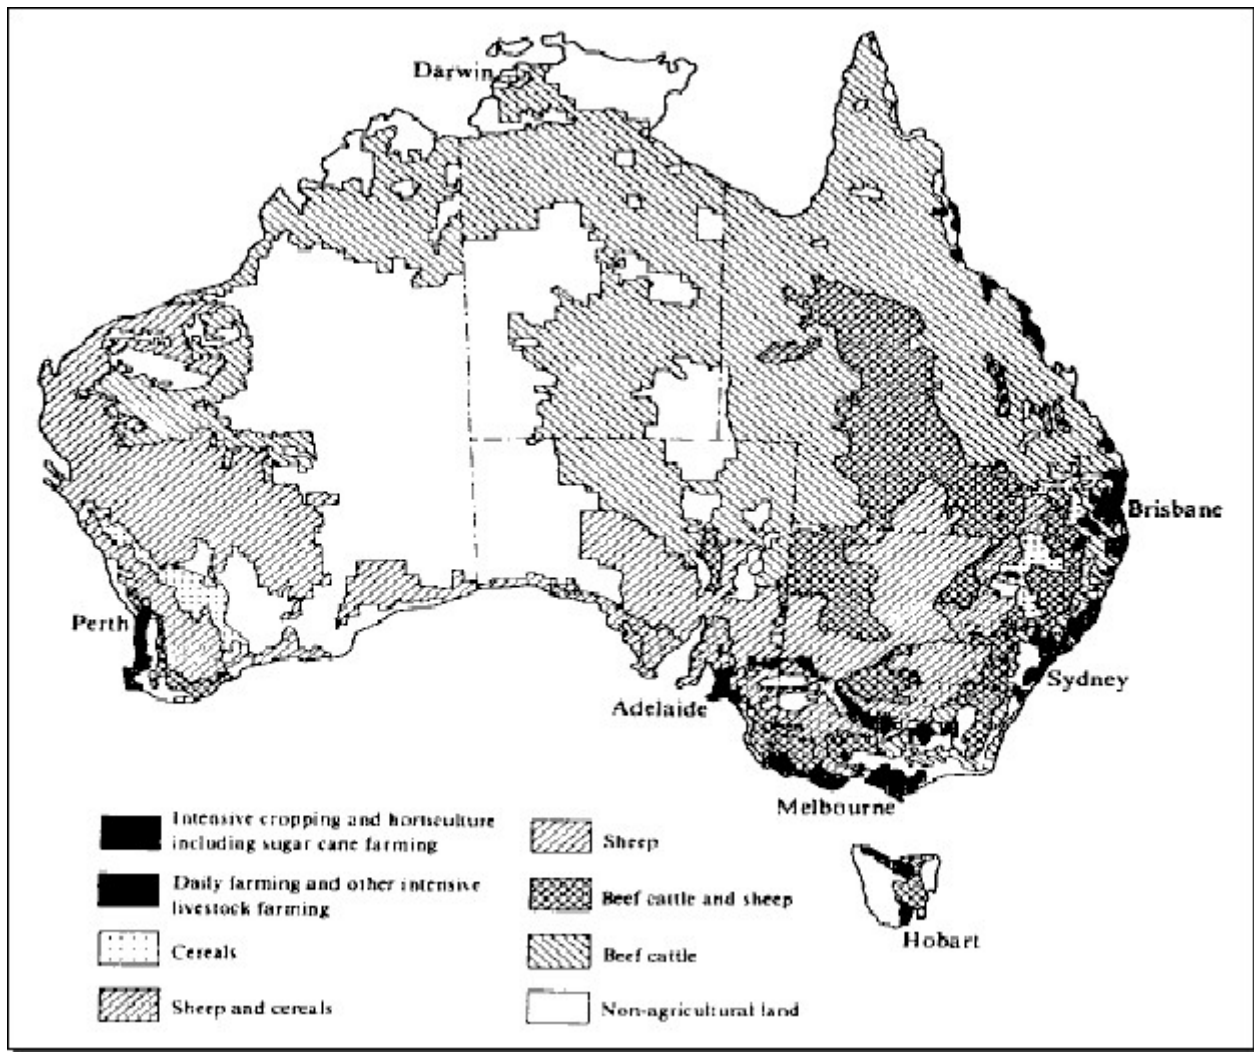 Darwin
Brisbane
Perth
Sydney
Adelaide
Melbourne
Hobart
Intensive cropping and horticulture
including sugar cane farming
Daily farming and other intensive
livestock farming
Cereals
Sheep and cereals
Sheep
Beef cattle and sheep
Beef cattle
Non-agricultural land